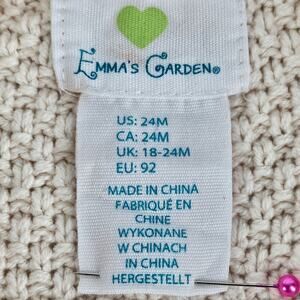 EMMA'S GARDEN®
US: 24M
CA: 24M
UK: 18-24M
EU: 92
MADE IN CHINA
FABRIQUÉ EN
CHINE
WYKONANE
W CHINACH
IN CHINA
HERGESTELLT